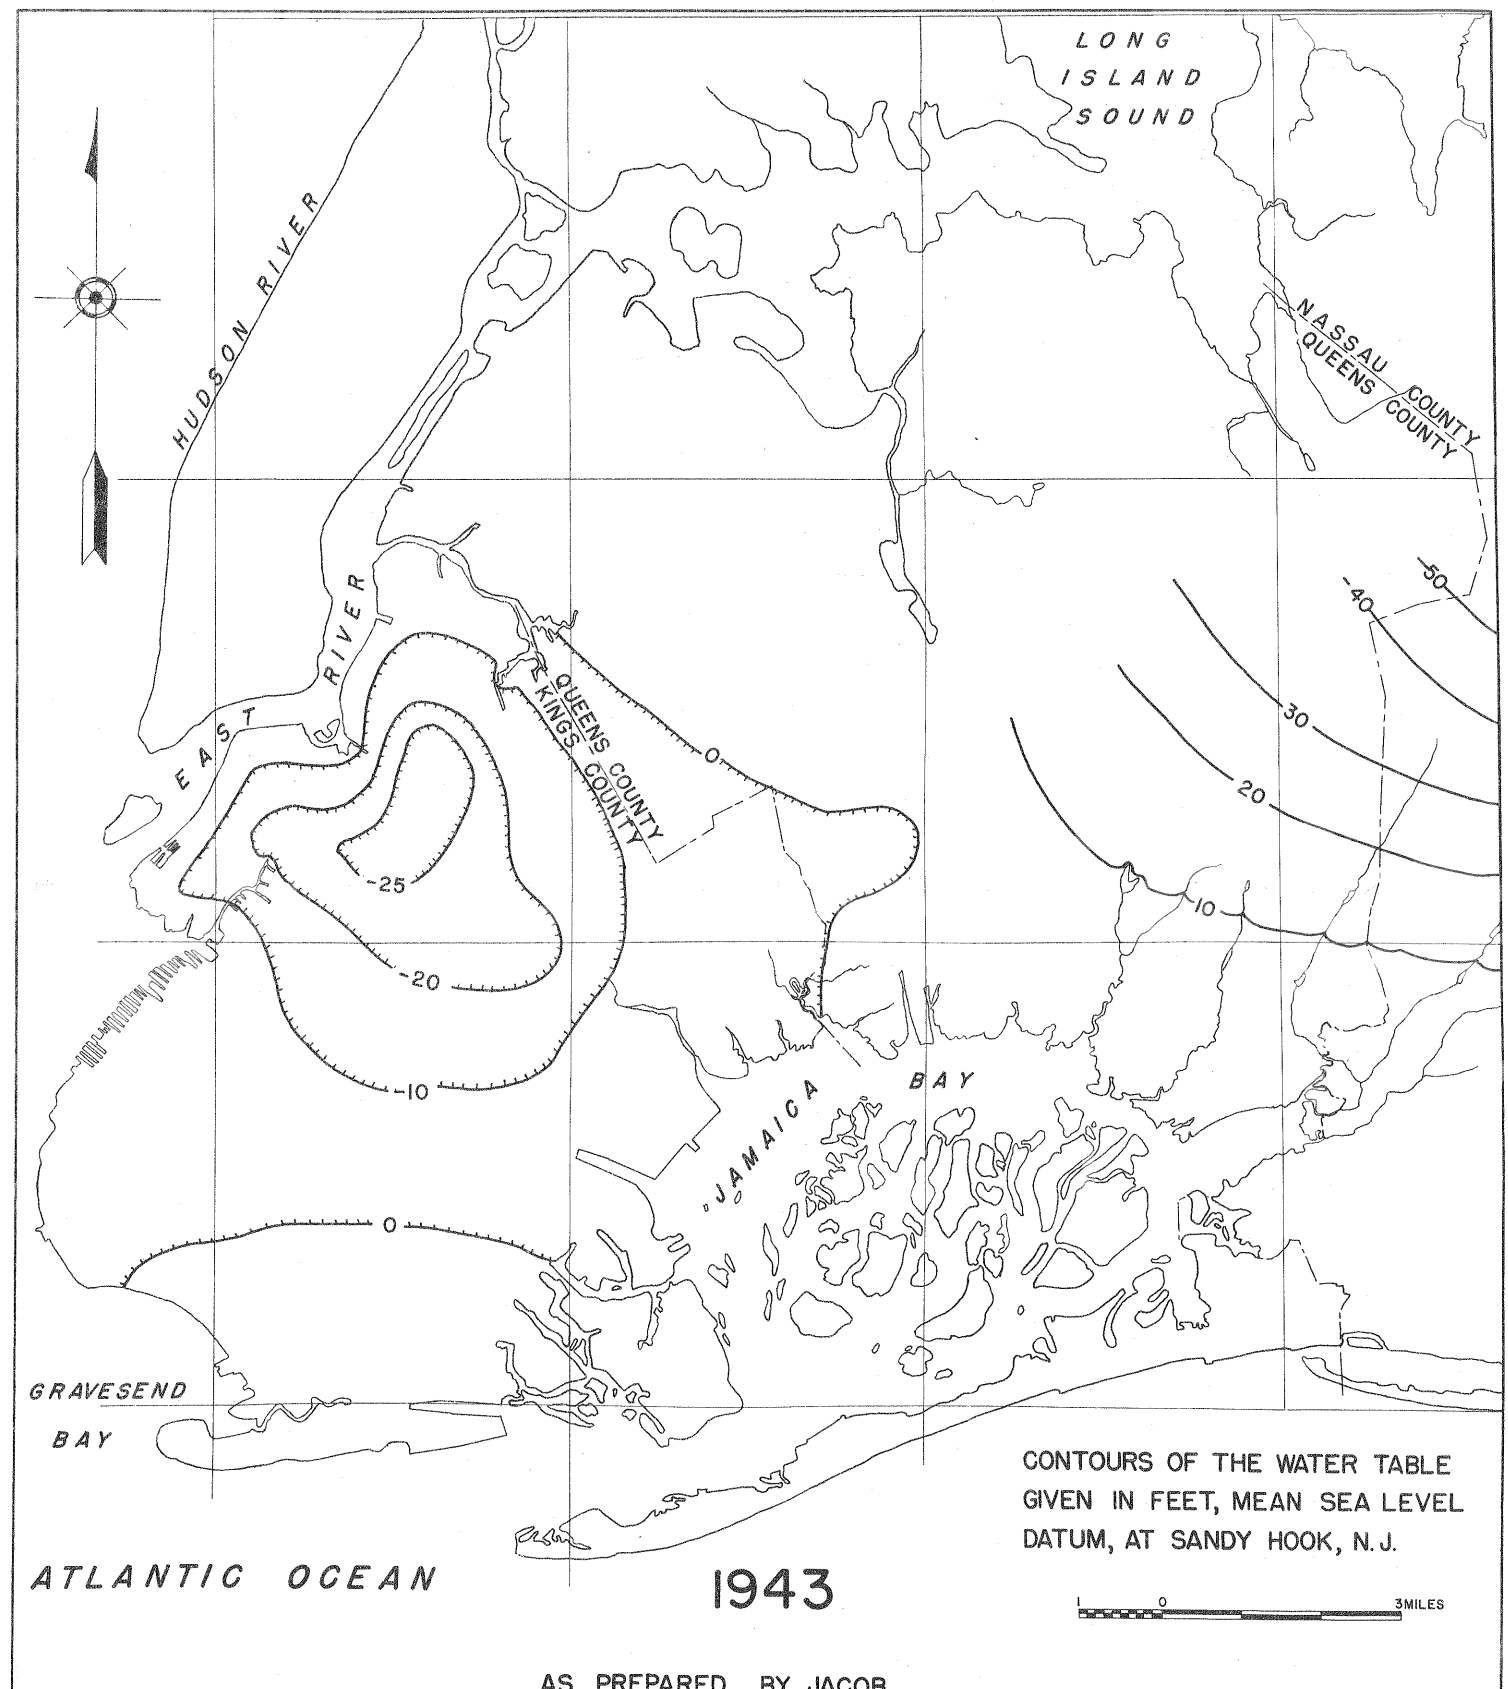 LONG
ISLAND
SOUND
HUDSON RIVER
NASSAU COUNTY
QUEENS COUNTY
50
40
EAST RIVER
QUEENS COUNTY
KINGS COUNTY
0
30
20
-25
10
-20
-10
BAY
JAMAICA
0
GRAVESEND
BAY
CONTOURS OF THE WATER TABLE
GIVEN IN FEET, MEAN SEA LEVEL
DATUM, AT SANDY HOOK, N.J.
ATLANTIC OCEAN
1943
1 0 3 MILES
AS PREPARED BY JACOB